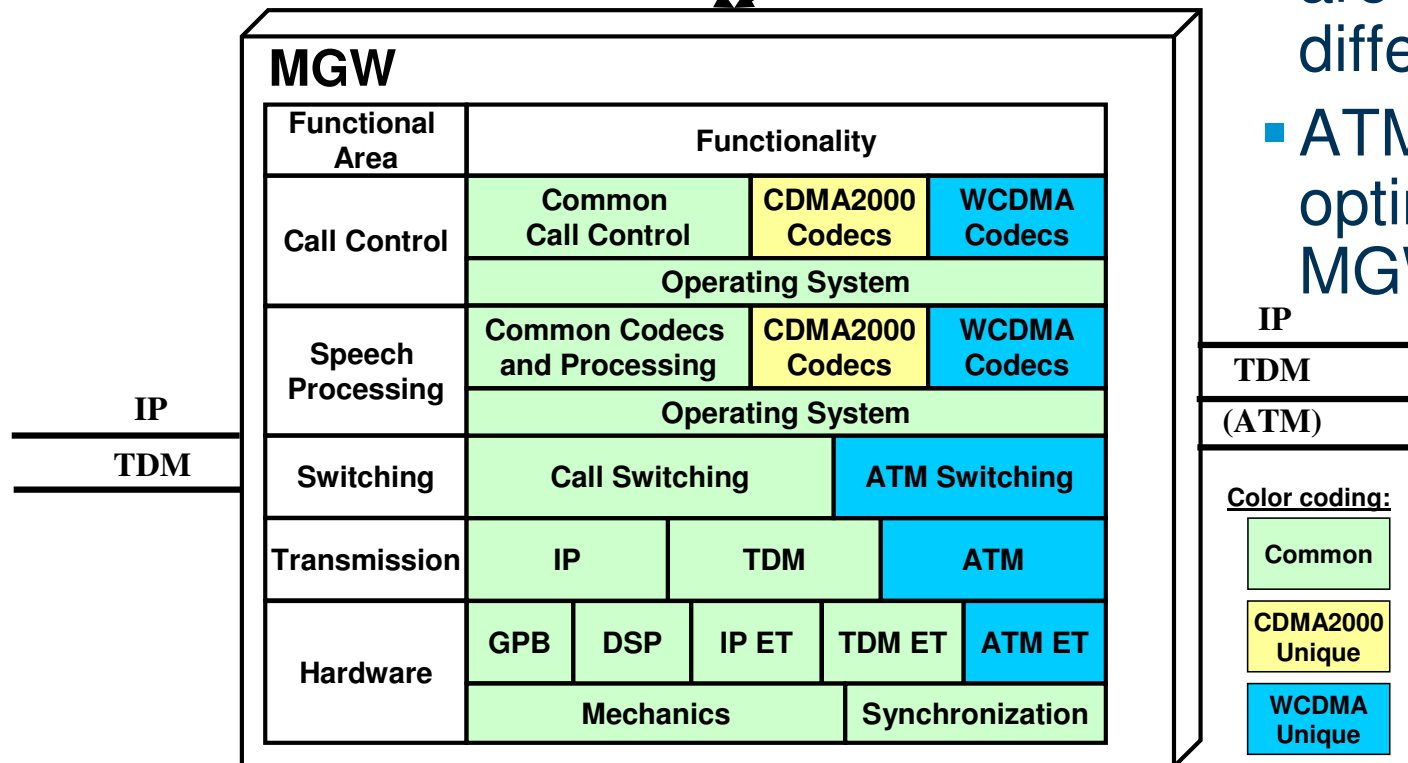 MGW
Functional
Area
Functionality
Call Control
Common
Call Control
CDMA2000
Codecs
WCDMA
Codecs
Operating System
Speech
Processing
Common Codecs
and Processing
CDMA2000
Codecs
WCDMA
Codecs
Operating System
Switching
Call Switching
ATM Switching
Transmission
IP
TDM
ATM
Hardware
GPB
DSP
IP ET
TDM ET
ATM ET
Mechanics
Synchronization
IP
TDM
are
IP
TDM
(ATM)
Color coding:
Common
CDMA2000
Unique
WCDMA
Unique